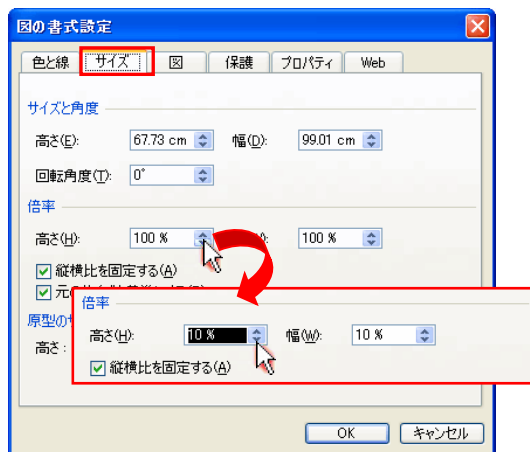 図の書式設定
色と線 サイズ 図 保護 プロパティ Web
サイズと角度
高さ(E): 67.73 cm 幅(D): 99.01 cm
回転角度(T): 0°
倍率
高さ(H): 100 % 100 %
縦横比を固定する(A)
倍率
原型の
高さ(H): 10 % 幅(W): 10 %
高さ:
縦横比を固定する(A)
OK キャンセル